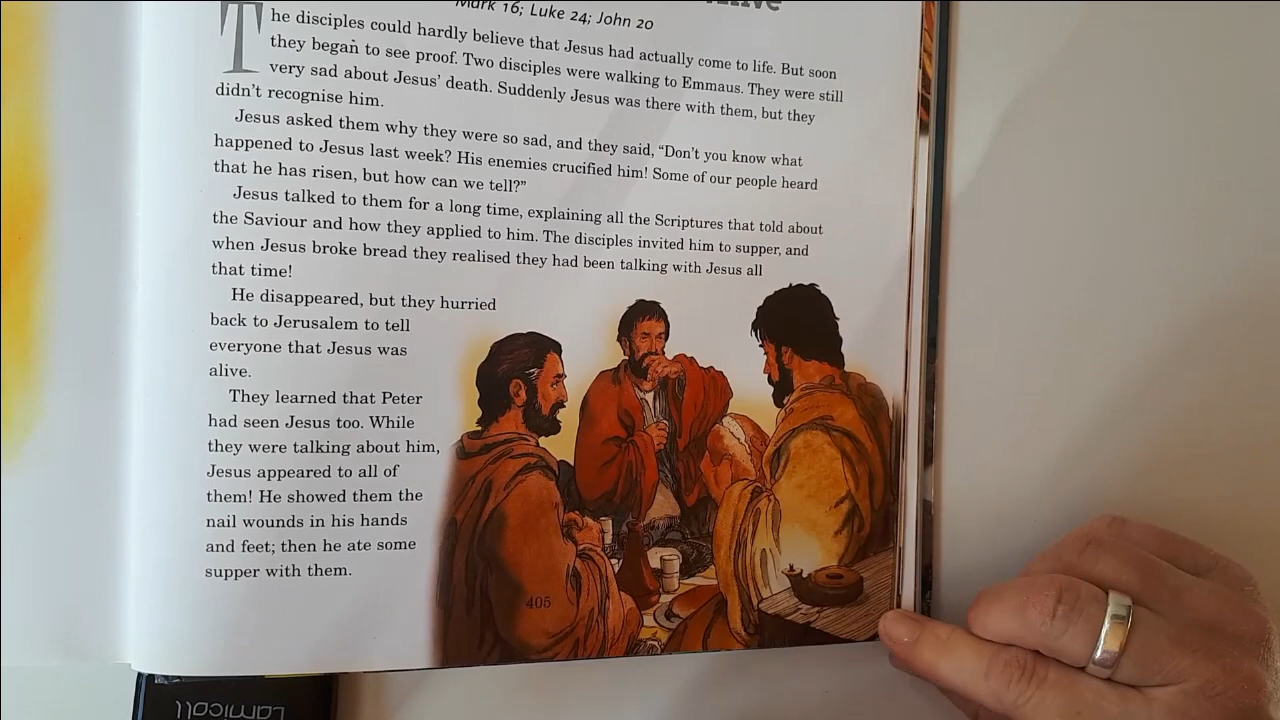 Mark 16; Luke 24; John 20
The disciples could hardly believe that Jesus had actually come to life. But soon
they began to see proof. Two disciples were walking to Emmaus. They were still
very sad about Jesus’ death. Suddenly Jesus was there with them, but they
didn’t recognise him.
Jesus asked them why they were so sad, and they said, “Don’t you know what
happened to Jesus last week? His enemies crucified him! Some of our people heard
that he has risen, but how can we tell?”
Jesus talked to them for a long time, explaining all the Scriptures that told about
the Saviour and how they applied to him. The disciples invited him to supper, and
when Jesus broke bread they realised they had been talking with Jesus all
that time!
He disappeared, but they hurried
back to Jerusalem to tell
everyone that Jesus was
alive.
They learned that Peter
had seen Jesus too. While
they were talking about him,
Jesus appeared to all of
them! He showed them the
nail wounds in his hands
and feet; then he ate some
supper with them.
405
Lamicall